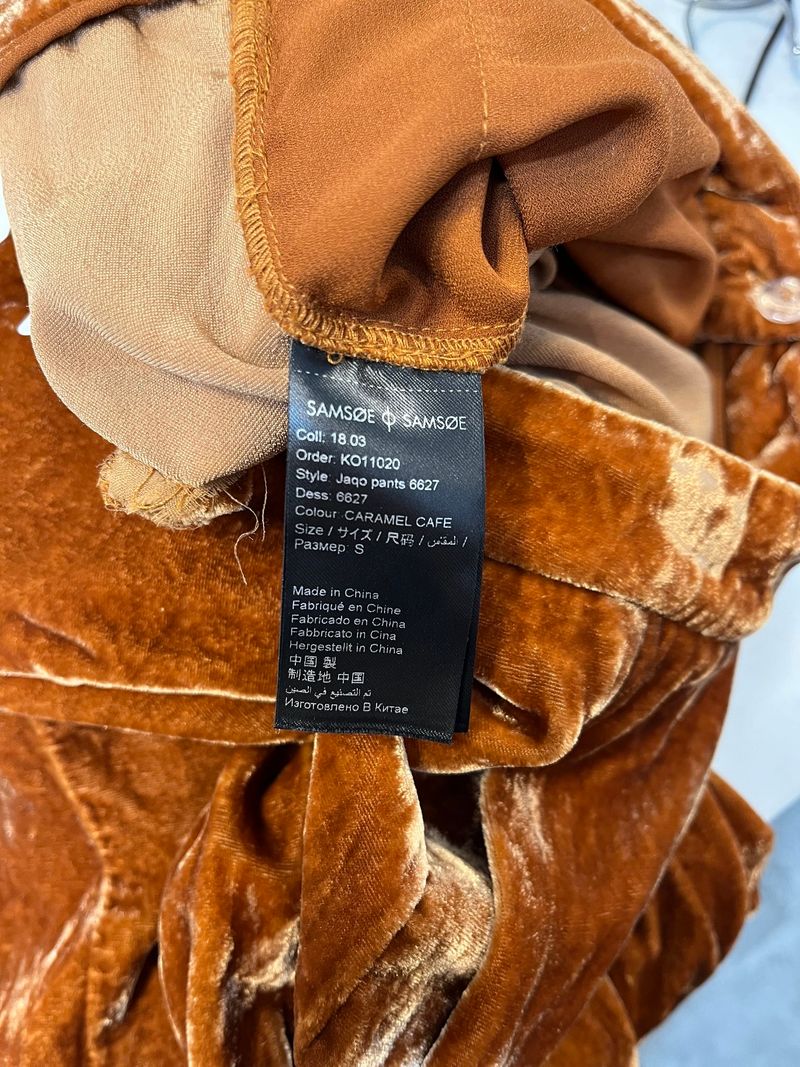 SAMSØE ϕ SAMSØE
Coll: 18.03
Order: KO11020
Style: Jaqo pants 6627
Dess: 6627
Colour: CARAMEL CAFE
Size / サイズ / 尺码 / المقاس /
Размер: S
Made in China
Fabriqué en Chine
Fabricado en China
Fabbricato in Cina
Hergestellt in China
中国 製
制造地 中国
تم التصنيع في الصين
Изготовлено В Китае